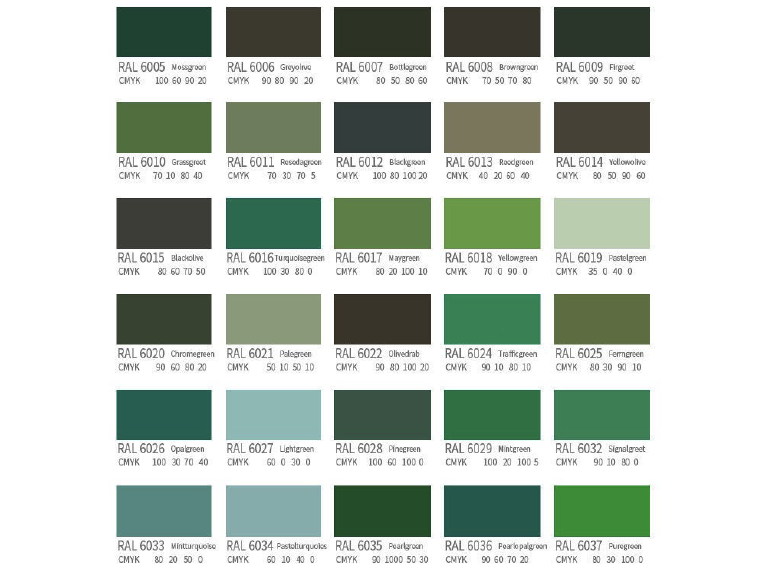 RAL 6005 Mossgreen RAL 6006 Greyolive RAL 6007 Bottlegreen RAL 6008 Browngreen RAL 6009 Firgreet
CMYK 100 60 90 20 CMYK 90 80 90 20 CMYK 80 50 80 60 CMYK 70 50 70 80 CMYK 90 50 90 60
RAL 6010 Grassgreet RAL 6011 Resedagreen RAL 6012 Blackgreen RAL 6013 Reedgreen RAL 6014 Yellowolive
CMYK 70 10 80 40 CMYK 70 30 70 5 CMYK 100 80 100 20 CMYK 40 20 60 40 CMYK 80 50 90 60
RAL 6015 Blackolive RAL 6016 Turquoisegreen RAL 6017 Maygreen RAL 6018 Yellowgreen RAL 6019 Pastelgreen
CMYK 80 60 70 50 CMYK 100 30 80 0 CMYK 80 20 100 10 CMYK 70 0 90 0 CMYK 35 0 40 0
RAL 6020 Chromegreen RAL 6021 Palegreen RAL 6022 Olivedrab RAL 6024 Trafficgreen RAL 6025 Ferngreen
CMYK 90 60 80 20 CMYK 50 10 50 10 CMYK 90 80 100 20 CMYK 90 10 80 10 CMYK 80 30 90 10
RAL 6026 Opalgreen RAL 6027 Lightgreen RAL 6028 Pinegreen RAL 6029 Mintgreen RAL 6032 Signalgreet
CMYK 100 30 70 40 CMYK 60 0 30 0 CMYK 100 60 100 0 CMYK 100 20 100 5 CMYK 90 10 80 0
RAL 6033 Mintturquoise RAL 6034 Pastelturquoles RAL 6035 Pearlgreen RAL 6036 Pearlopalgreen RAL 6037 Puregreen
CMYK 80 20 50 0 CMYK 60 10 40 0 CMYK 90 1000 50 30 CMYK 90 60 70 20 CMYK 80 30 100 0